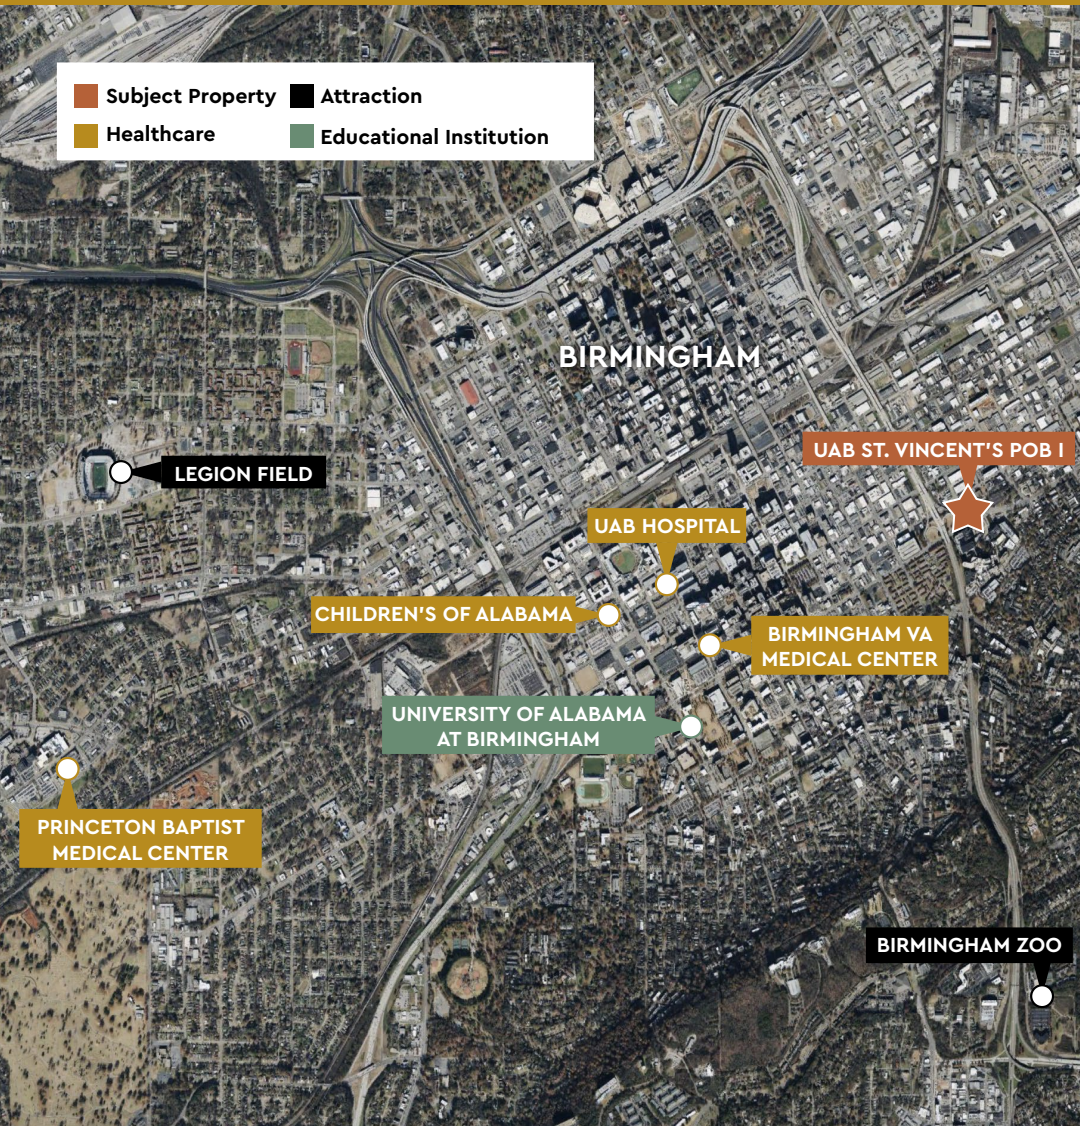 Subject Property
Attraction
Healthcare
Educational Institution
BIRMINGHAM
UAB ST. VINCENT'S POB I
LEGION FIELD
UAB HOSPITAL
CHILDREN'S OF ALABAMA
BIRMINGHAM VA
MEDICAL CENTER
UNIVERSITY OF ALABAMA
AT BIRMINGHAM
PRINCETON BAPTIST
MEDICAL CENTER
BIRMINGHAM ZOO